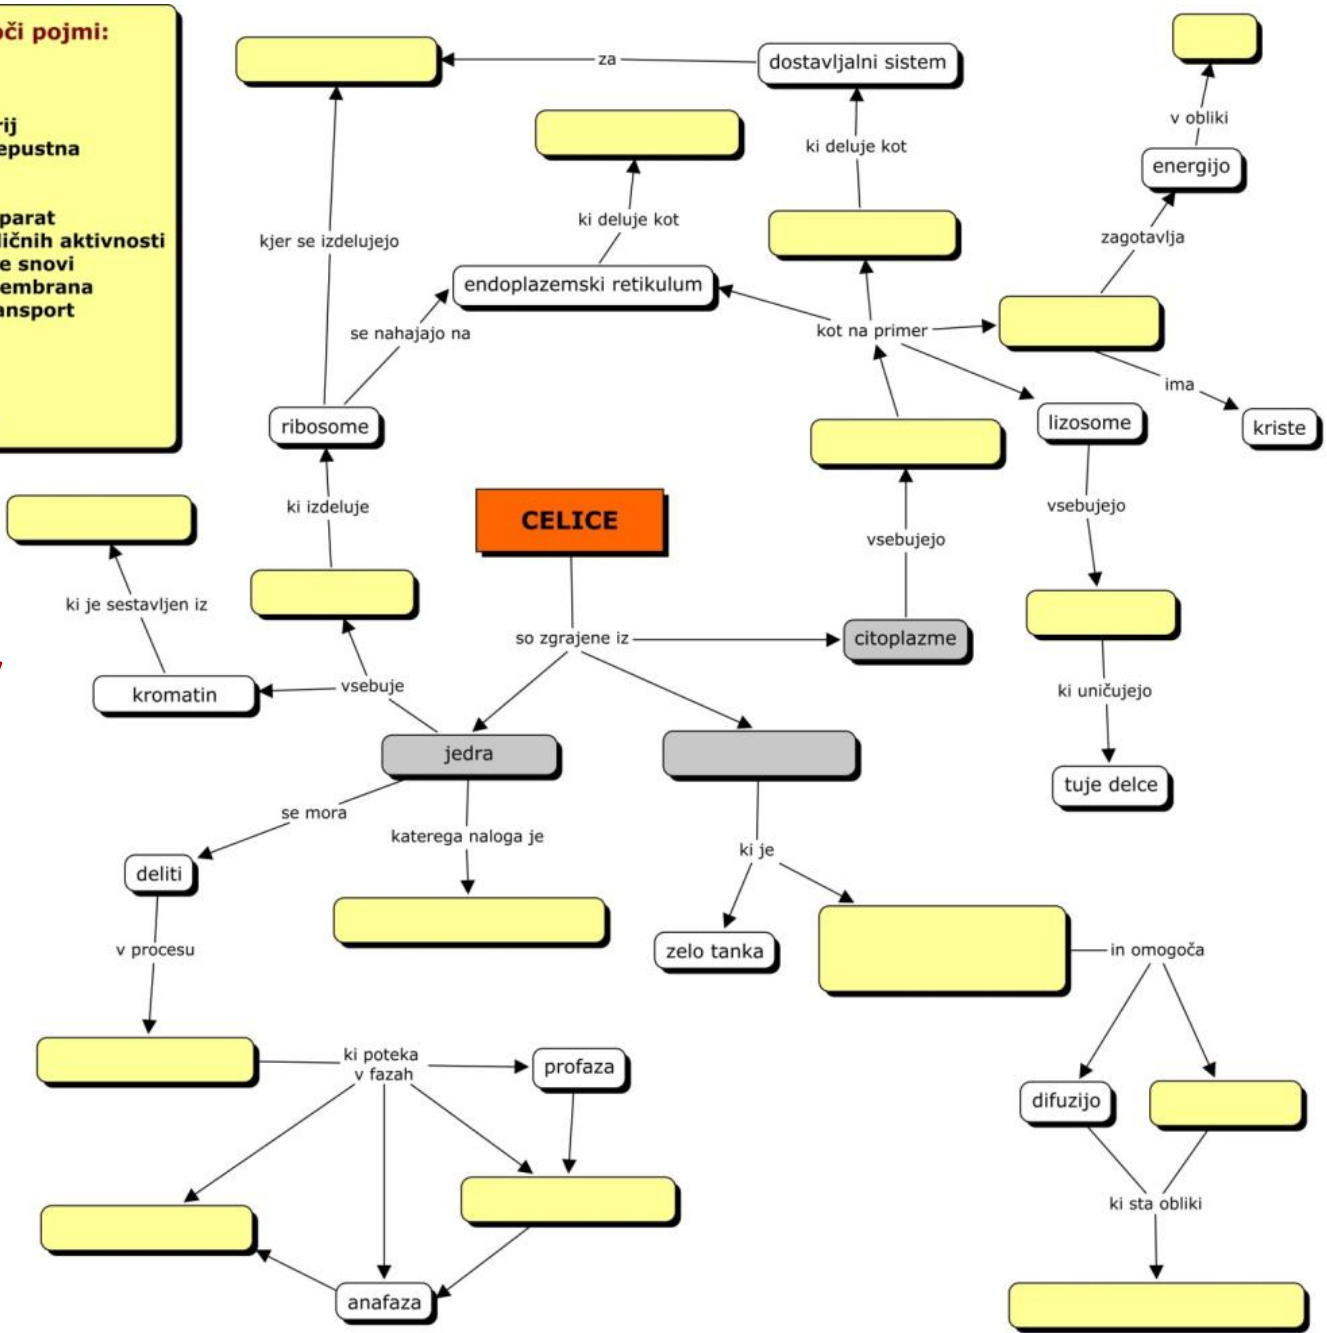 či pojmi:
rij
epustna
parat
ličnih aktivnosti
e snovi
embrana
ansport
za
dostavljalni sistem
v obliki
ki deluje kot
energijo
ki deluje kot
kjer se izdelujejo
zagotavlja
endoplazemski retikulum
se nahajajo na
kot na primer
ima
ribosome
lizosome
kriste
ki izdeluje
CELICE
vsebujejo
vsebujejo
ki je sestavljen iz
so zgrajene iz
citoplazme
kromatin
vsebuje
ki uničujejo
jedra
tuje delce
se mora
katerega naloga je
ki je
deliti
v procesu
zelo tanka
in omogoča
ki poteka
v fazah
profaza
difuzijo
ki sta obliki
anafaza